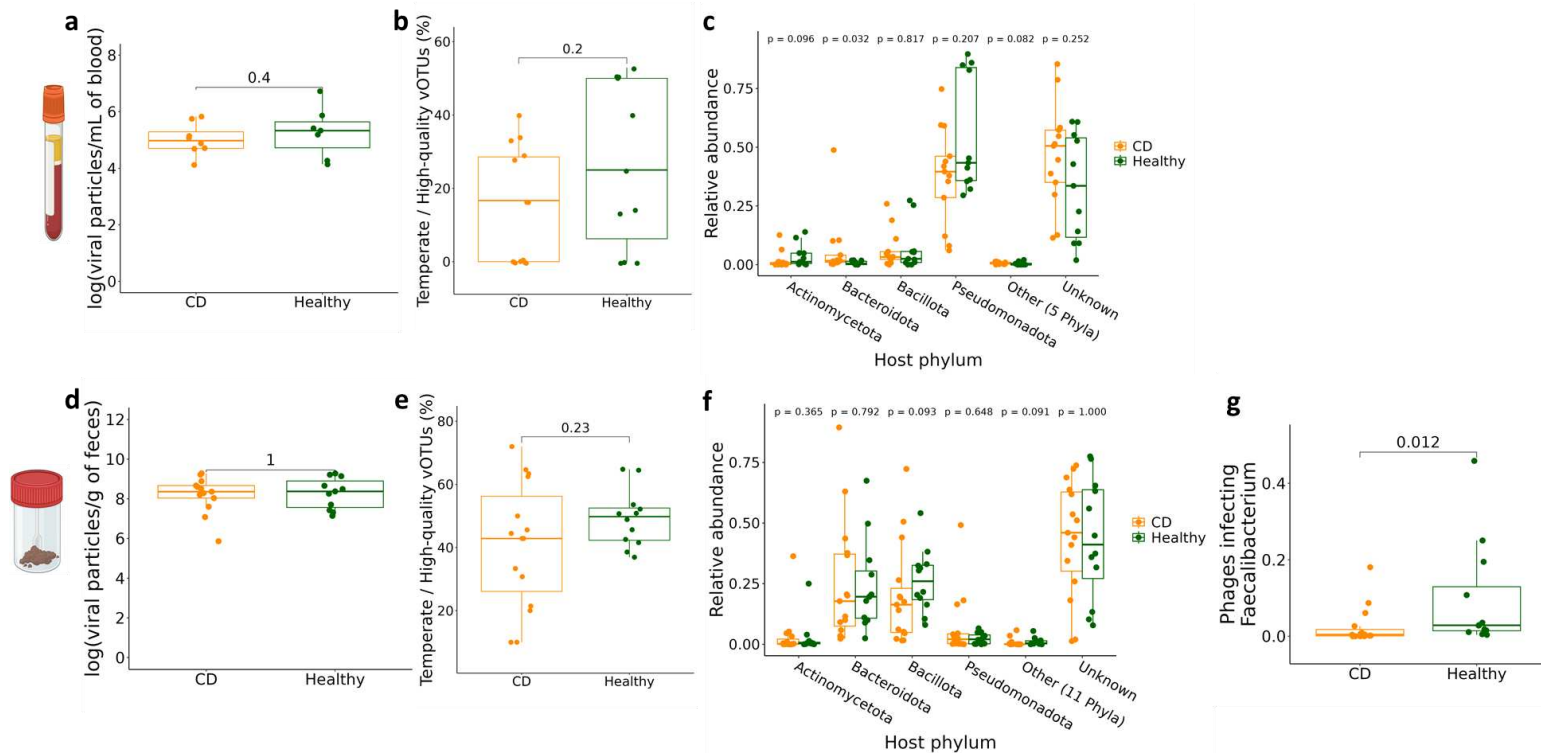 a
log(viral particles/mL of blood)
8
6
4
2
0
0.4
CD
Healthy
b
Temperate / High-quality vOTUs (%)
60
40
20
0
0.2
CD
Healthy
c
Relative abundance
0.75
0.50
0.25
0.00
p = 0.096
p = 0.032
p = 0.817
p = 0.207
p = 0.082
p = 0.252
Actinomycetota
Bacteroidota
Bacillota
Pseudomonadota
Other (5 Phyla)
Unknown
Host phylum
CD
Healthy
d
log(viral particles/g of feces)
12
10
8
6
4
2
0
1
CD
Healthy
e
Temperate / High-quality vOTUs (%)
80
60
40
20
0.23
CD
Healthy
f
Relative abundance
0.75
0.50
0.25
0.00
p = 0.365
p = 0.792
p = 0.093
p = 0.648
p = 0.091
p = 1.000
Actinomycetota
Bacteroidota
Bacillota
Pseudomonadota
Other (11 Phyla)
Unknown
Host phylum
CD
Healthy
g
Phages infecting
Faecalibacterium
0.4
0.2
0.0
0.012
CD
Healthy